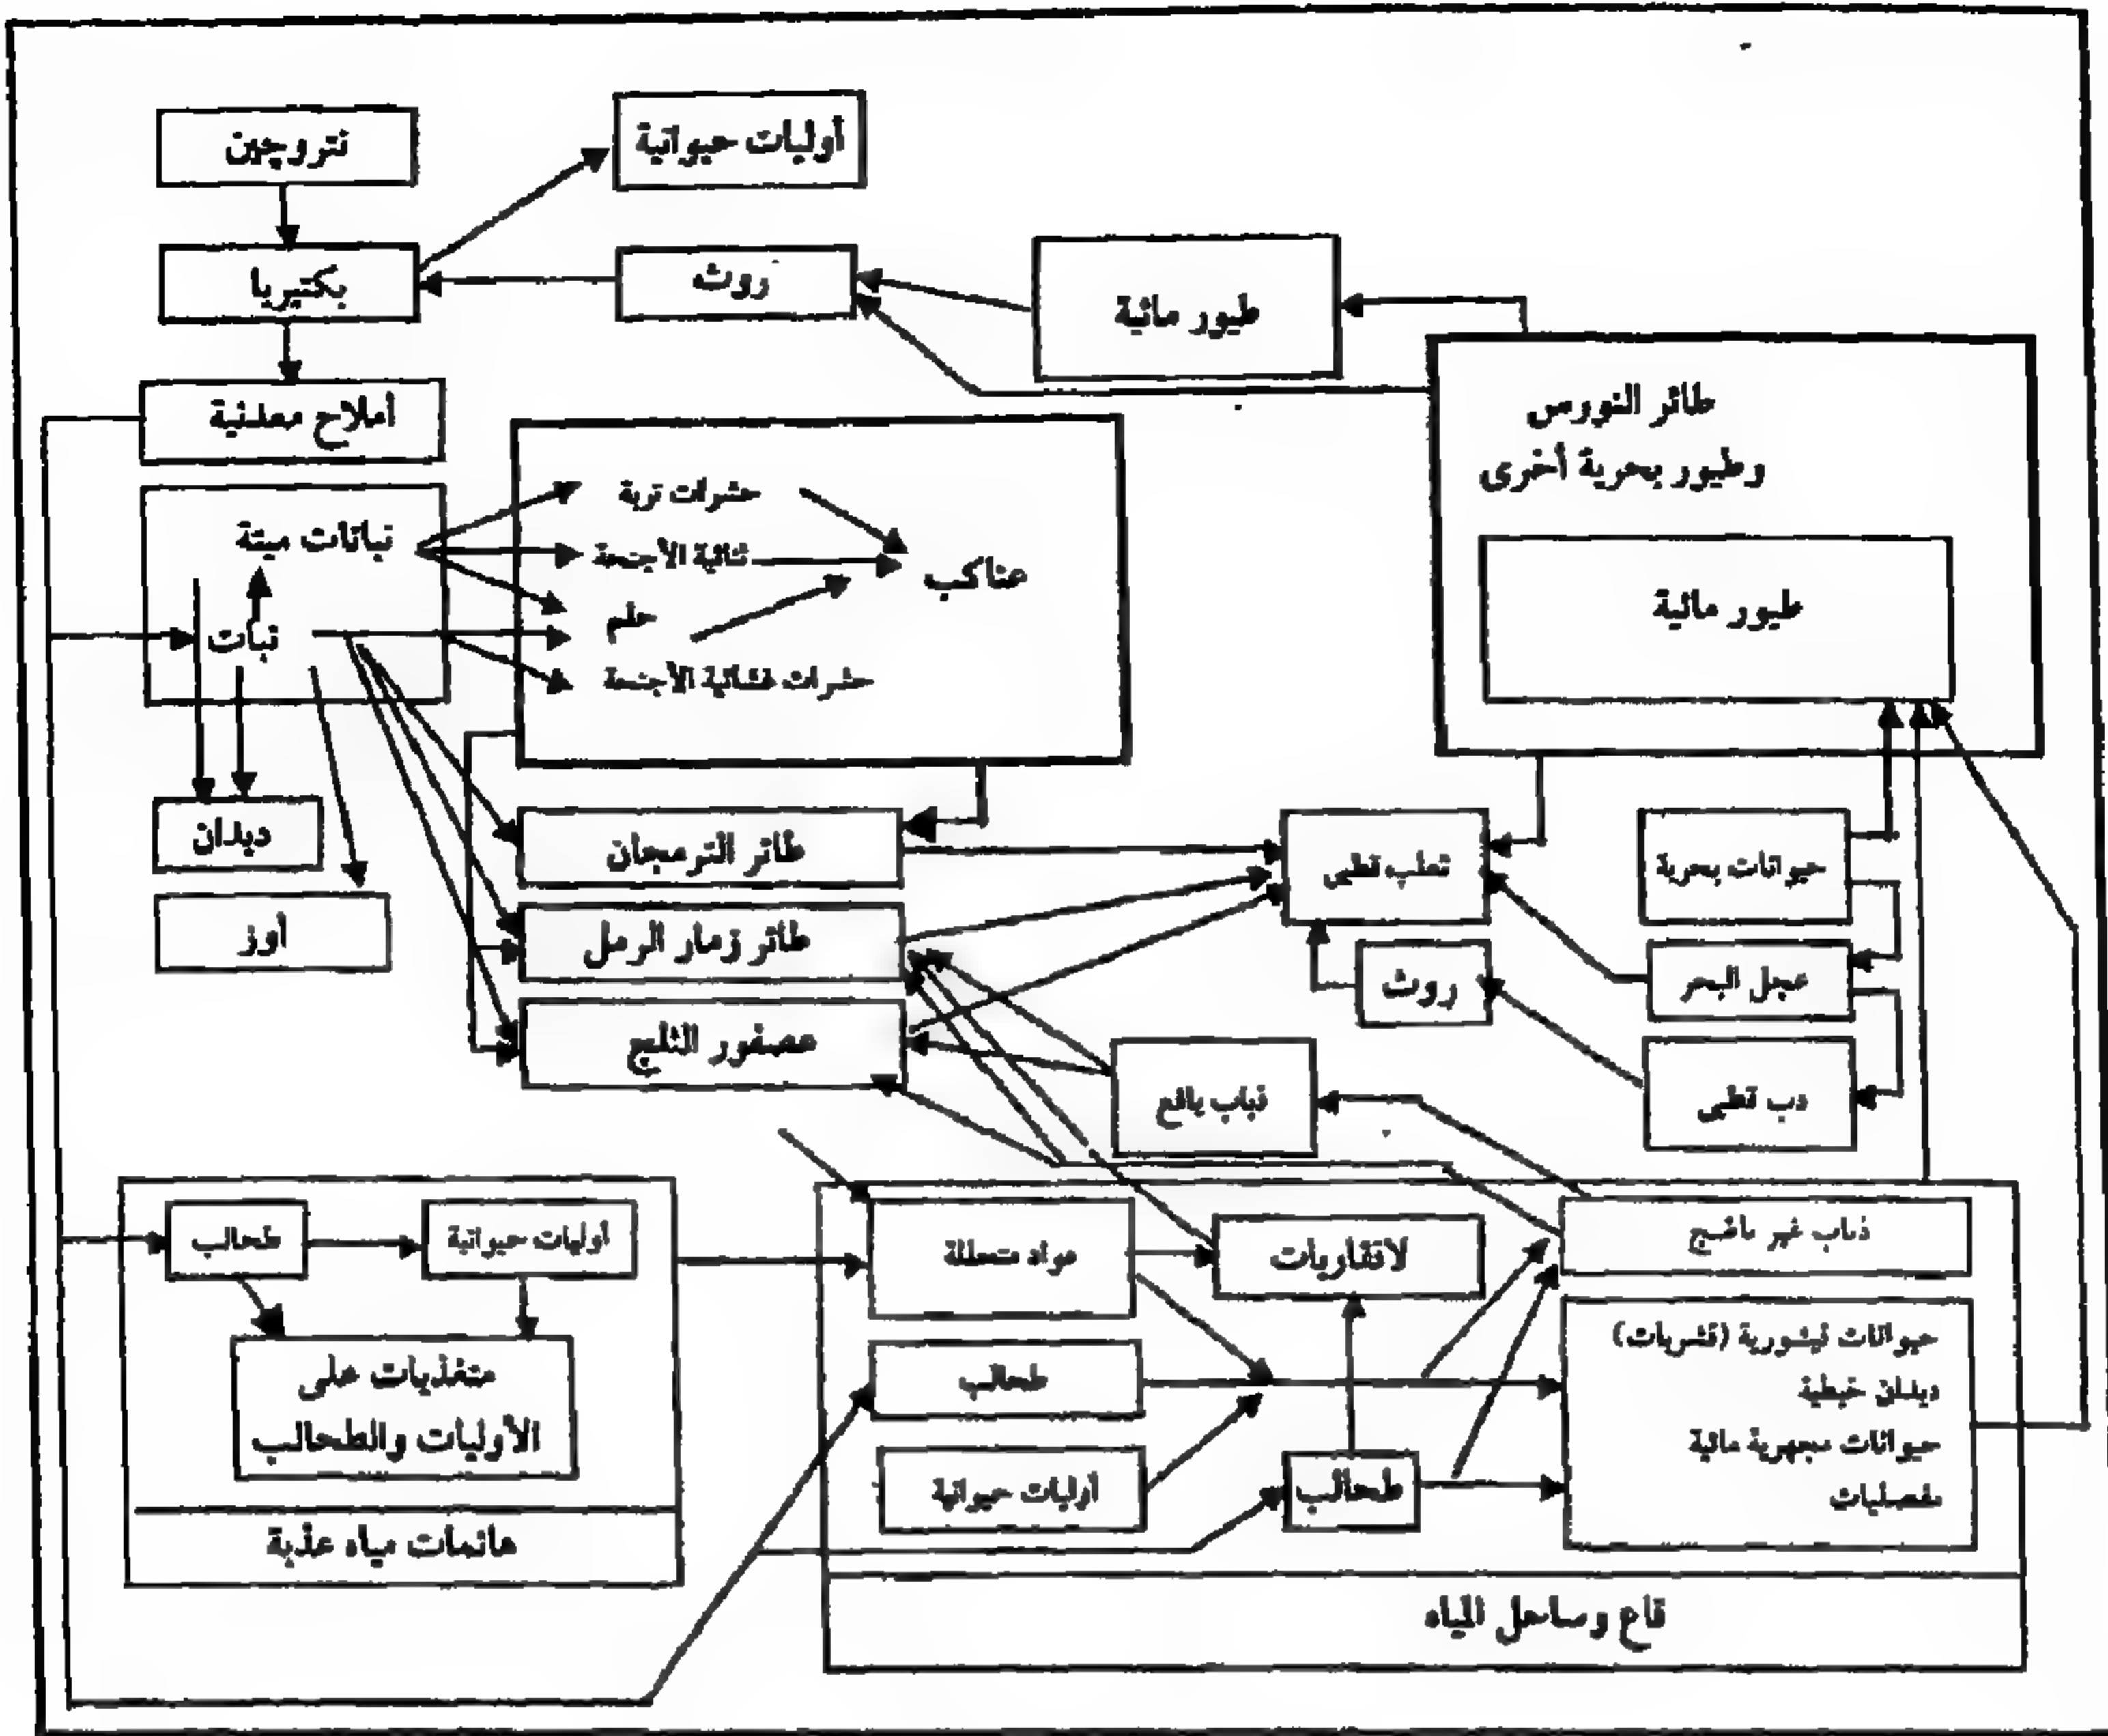 نتروجين
أوليات حيوانية
بكتيريا
روث
طيور مائية
أملاح معدنية
طائر النورس
وطيور بحرية أخرى
طيور مائية
نباتات ميتة
نبات
حشرات تربة
ثنائية الأجنحة
حلم
حشرات غشائية الأجنحة
عناكب
ديدان
أوز
طائر الترمجان
طائر زمار الرمل
عصفور الثلج
ثعلب قطبى
روث
حيوانات بحرية
عجل البحر
دب قطبى
ذباب يافع
طحالب
أوليات حيوانية
متغذيات على
الأوليات والطحالب
هائمات مياه عذبة
مواد متحللة
لافقاريات
ذباب غير ناضج
طحالب
أوليات حيوانية
طحالب
حيوانات قشورية (قشريات)
ديدان خيطية
حيوانات مجهرية مائية
مفصليات
قاع وساحل المياه